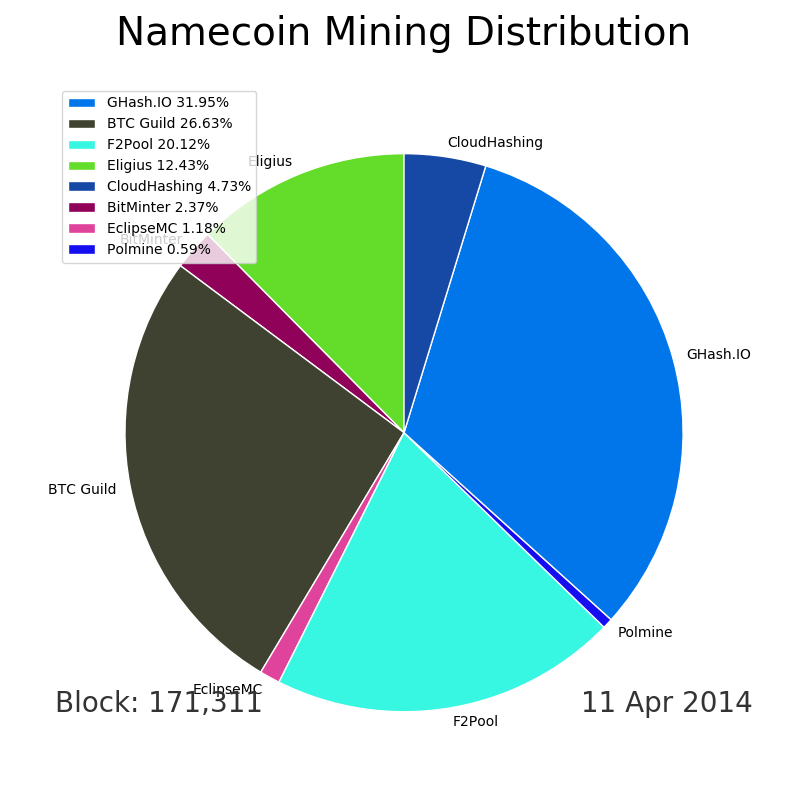 Namecoin Mining Distribution
GHash.IO 31.95%
BTC Guild 26.63%
F2Pool 20.12%
Eligius 12.43%
CloudHashing 4.73%
BitMinter 2.37%
EclipseMC 1.18%
Polmine 0.59%
CloudHashing
Eligius
BitMinter
GHash.IO
BTC Guild
Polmine
EclipseMC
F2Pool
Block: 171,311
11 Apr 2014